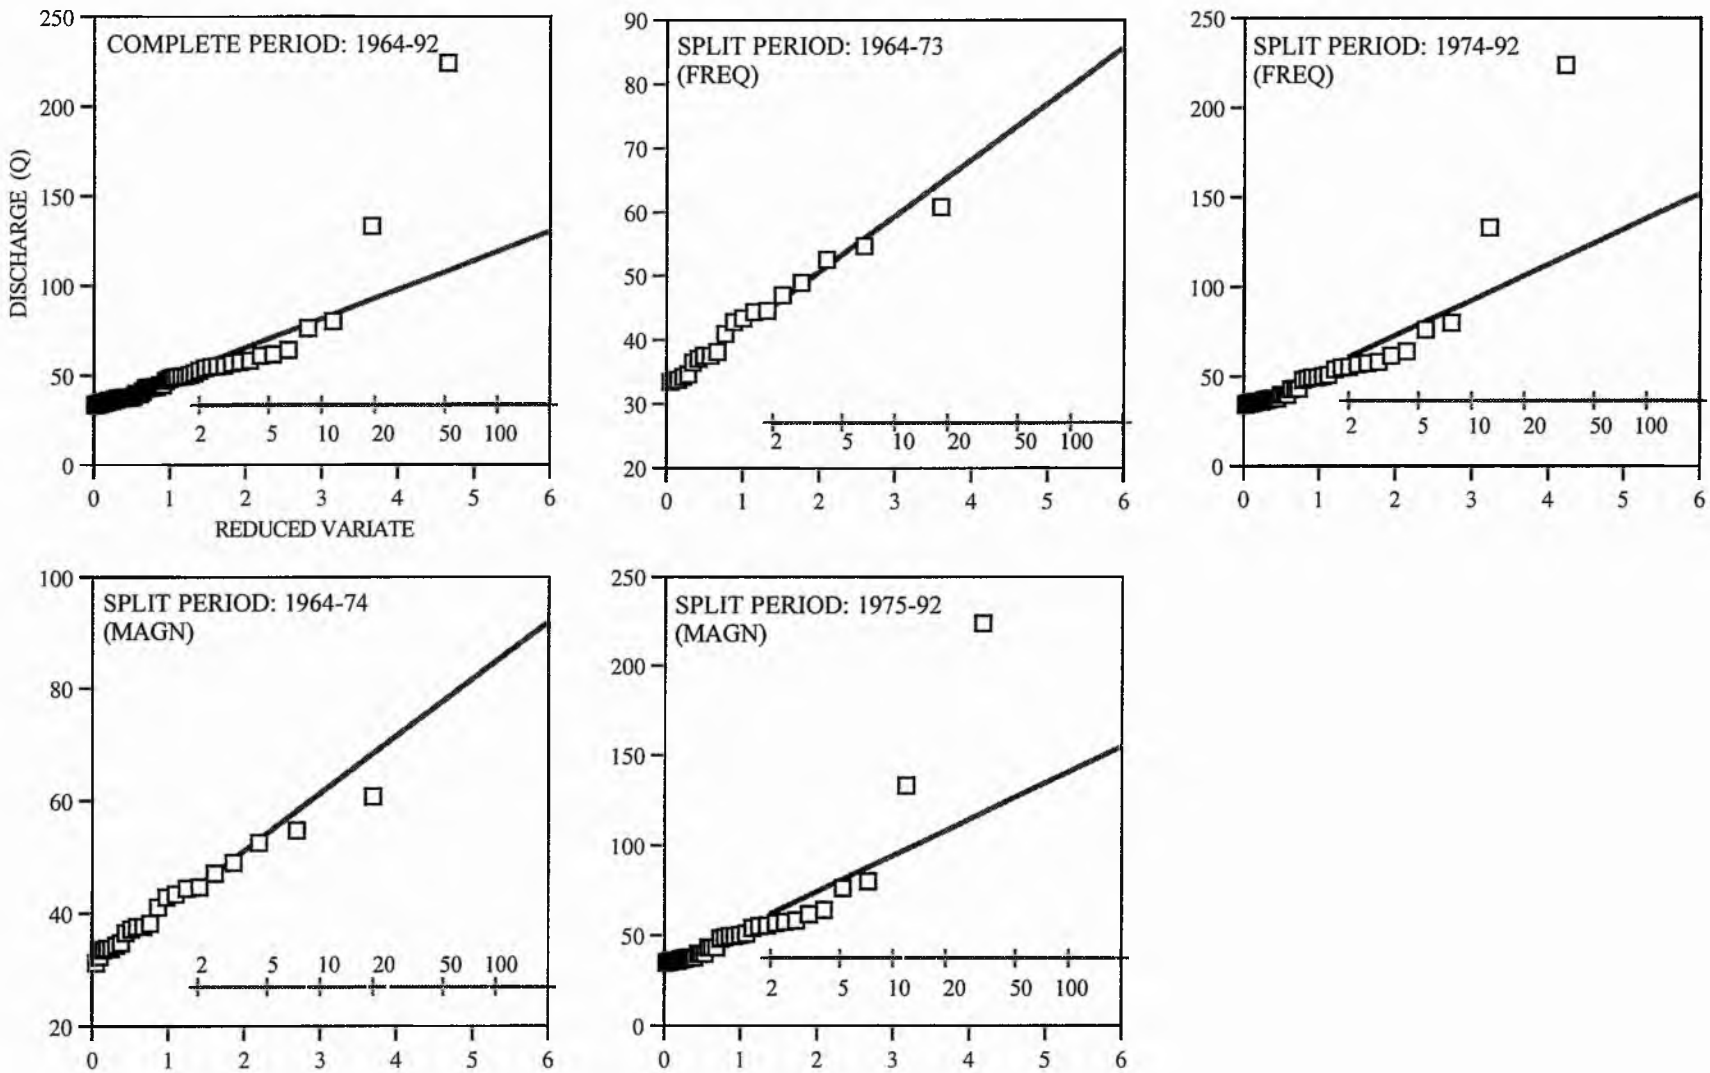 COMPLETE PERIOD: 1964-92
250
200
150
100
50
0
DISCHARGE (Q)
2 5 10 20 50 100
0 1 2 3 4 5 6
REDUCED VARIATE
SPLIT PERIOD: 1964-73
(FREQ)
90
80
70
60
50
40
30
20
2 5 10 20 50 100
0 1 2 3 4 5 6
SPLIT PERIOD: 1974-92
(FREQ)
250
200
150
100
50
0
2 5 10 20 50 100
0 1 2 3 4 5 6
SPLIT PERIOD: 1964-74
(MAGN)
100
80
60
40
20
2 5 10 20 50 100
0 1 2 3 4 5 6
SPLIT PERIOD: 1975-92
(MAGN)
250
200
150
100
50
0
2 5 10 20 50 100
0 1 2 3 4 5 6